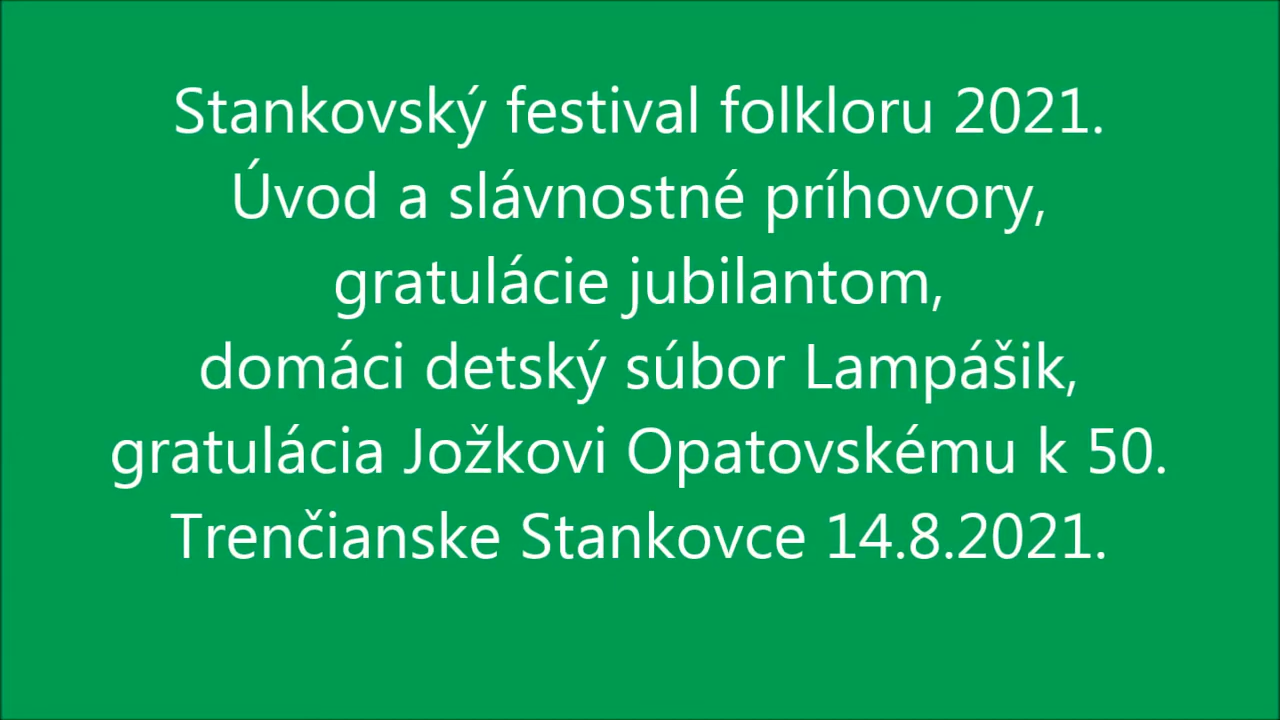 Stankovský festival folkloru 2021.
Úvod a slávnostné príhovory,
gratulácie jubilantom,
domáci detský súbor Lampášik,
gratulácia Jožkovi Opatovskému k 50.
Trenčianske Stankovce 14.8.2021.